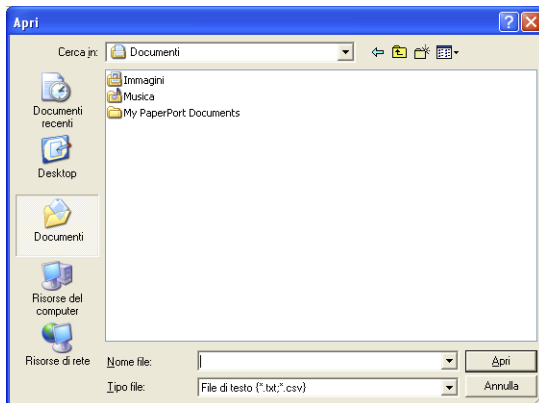 Apri
Cerca in: Documenti
Immagini
Musica
My PaperPort Documents
Documenti recenti
Desktop
Documenti
Risorse del computer
Risorse di rete
Nome file:
Apri
Tipo file: File di testo (*.txt;*.csv)
Annulla